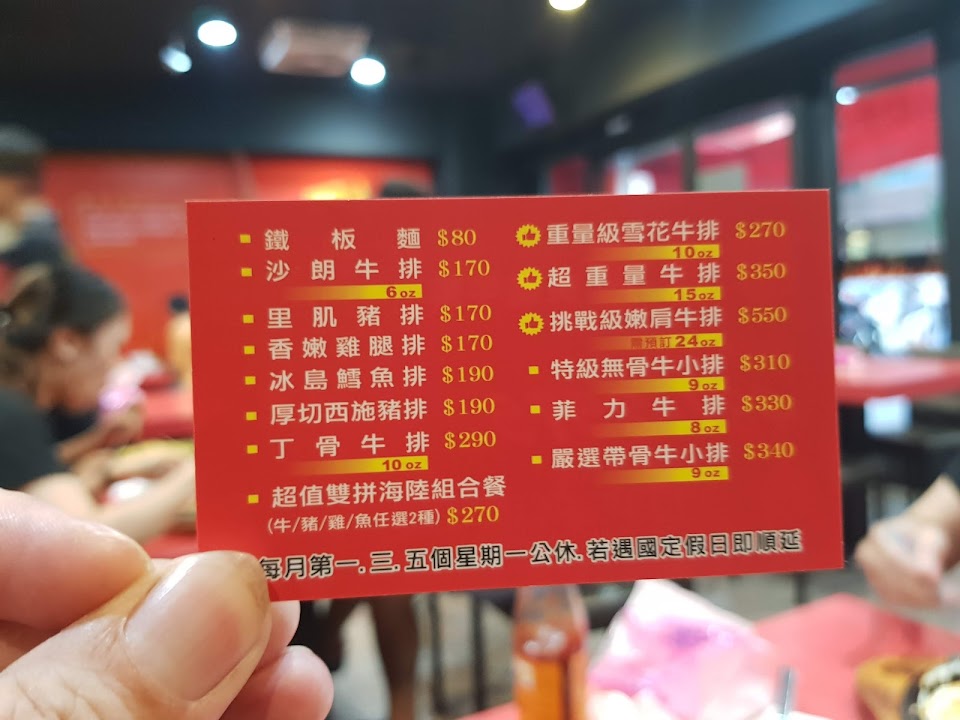 鐵板麵 $80
沙朗牛排 $170
6oz
里肌豬排 $170
香嫩雞腿排 $170
冰島鱈魚排 $190
厚切西施豬排 $190
丁骨牛排 $290
10oz
超值雙拼海陸組合餐
(牛/豬/雞/魚任選2種) $270
重量級雪花牛排 $270
10oz
超重量牛排 $350
15oz
挑戰級嫩肩牛排 $550
需預訂 24oz
特級無骨牛小排 $310
9oz
菲力牛排 $330
8oz
嚴選帶骨牛小排 $340
9oz
每月第一.三.五個星期一公休.若遇國定假日即順延